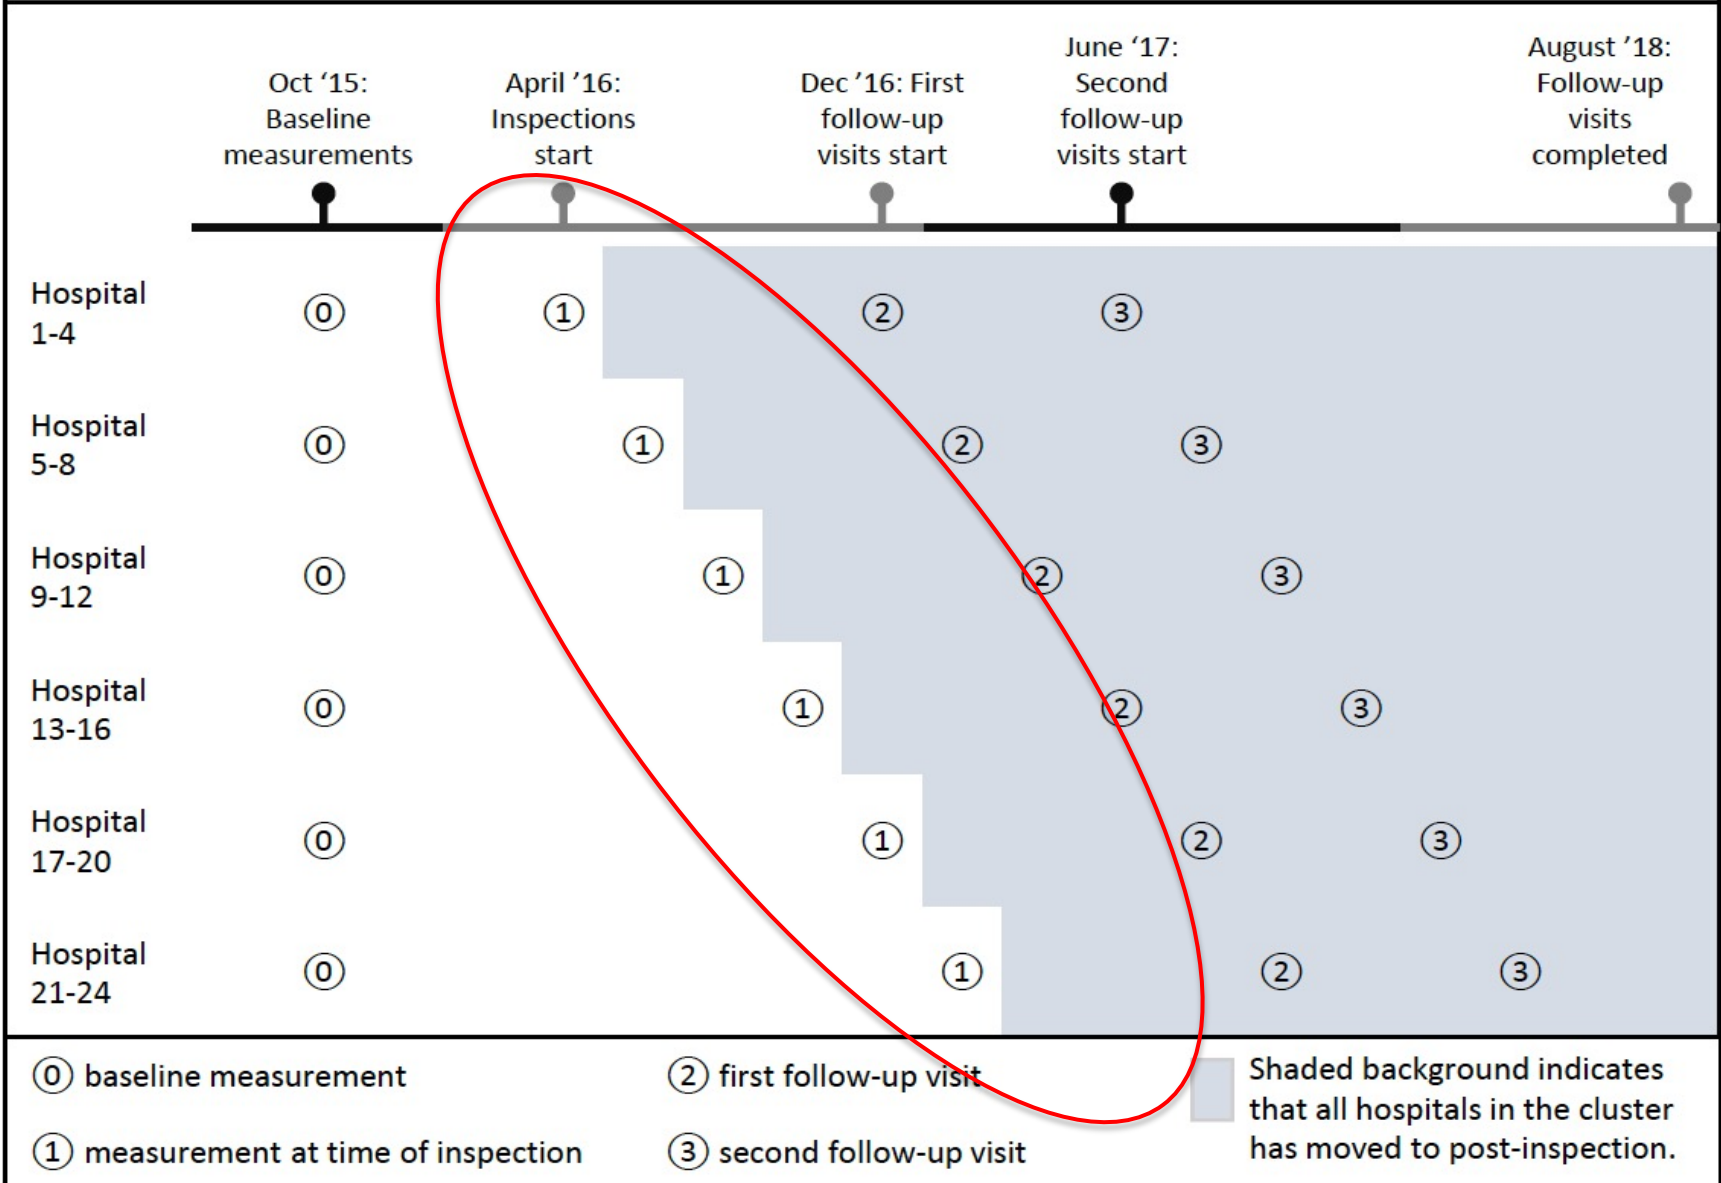 Oct ‘15:
Baseline
measurements
April ’16:
Inspections
start
Dec ’16: First
follow-up
visits start
June ‘17:
Second
follow-up
visits start
August ’18:
Follow-up
visits
completed
Hospital
1-4
0 1 2 3
Hospital
5-8
0 1 2 3
Hospital
9-12
0 1 2 3
Hospital
13-16
0 1 2 3
Hospital
17-20
0 1 2 3
Hospital
21-24
0 1 2 3
0 baseline measurement
1 measurement at time of inspection
2 first follow-up visit
3 second follow-up visit
Shaded background indicates
that all hospitals in the cluster
has moved to post-inspection.